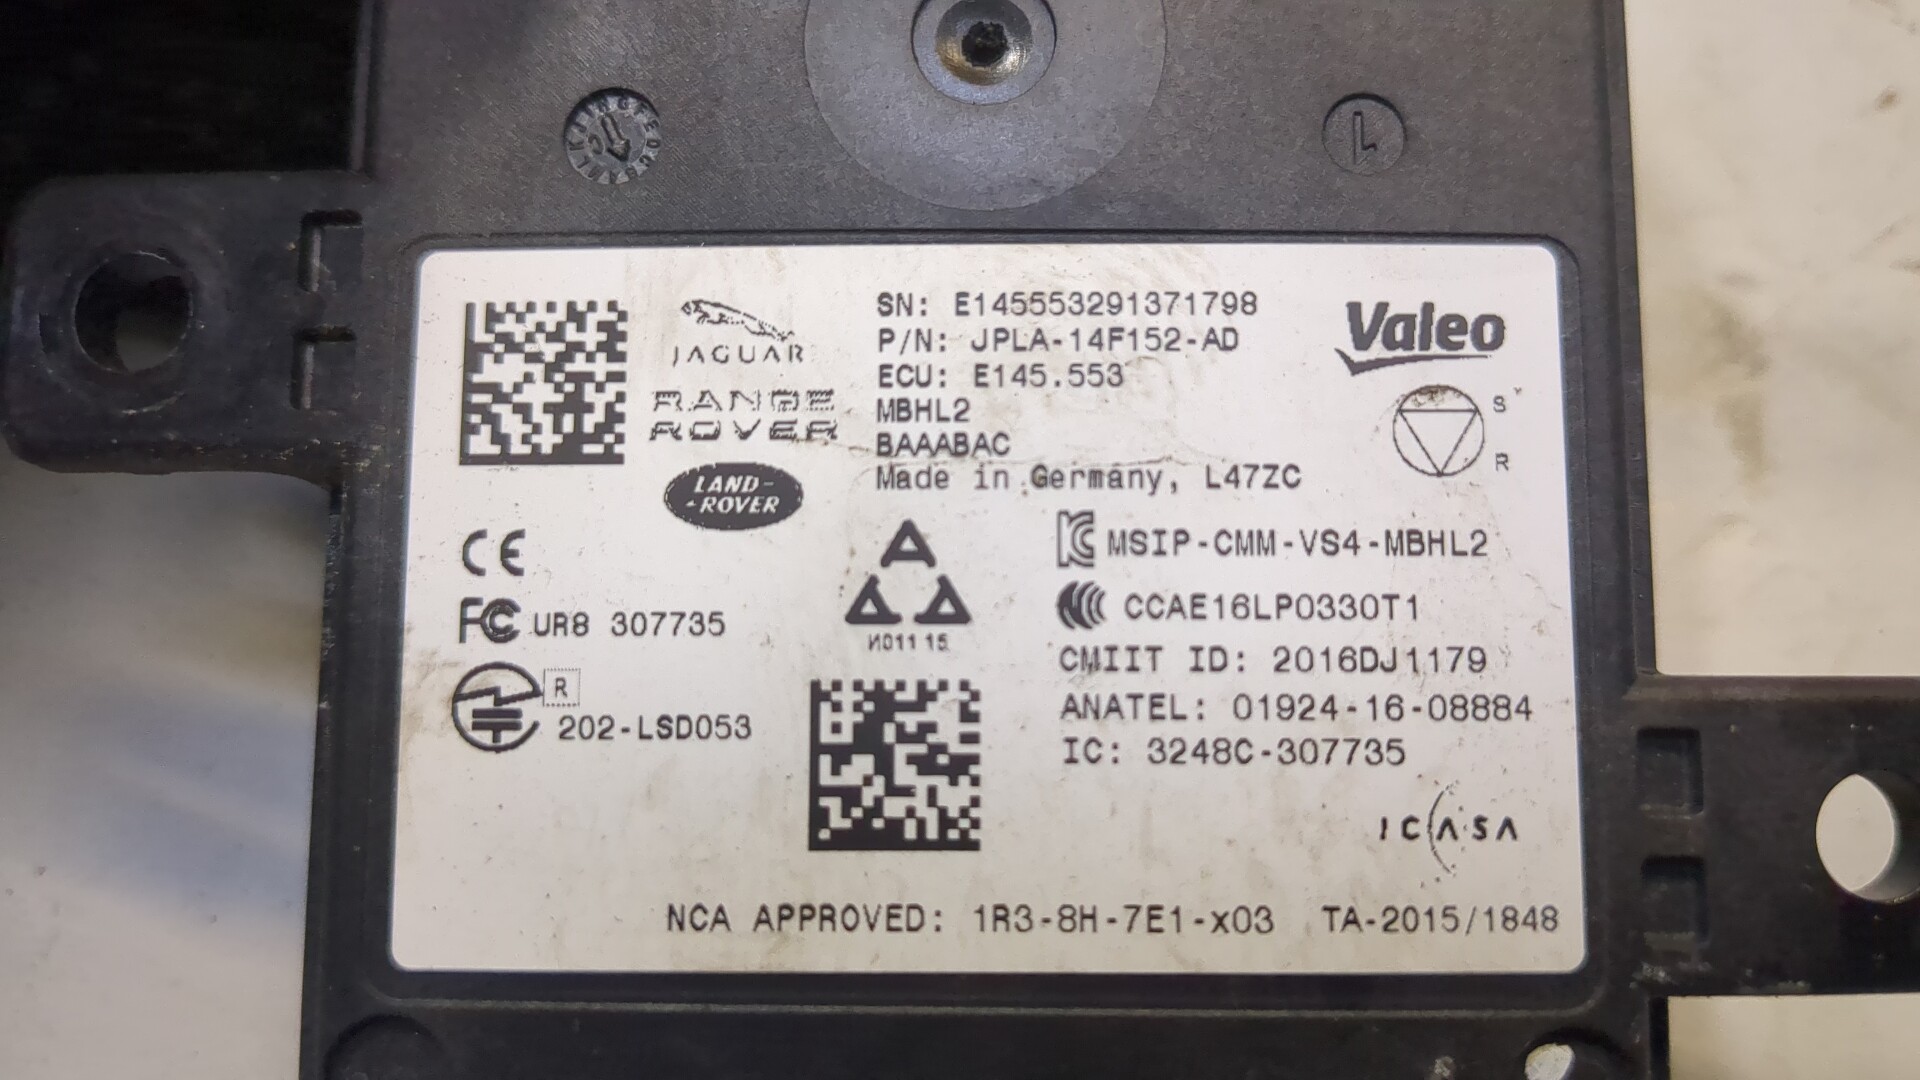 SN: E145553291371798
P/N: JPLA-14F152-AD
ECU: E145.553
MBHL2
BAAABAC
Made in Germany, L47ZC
JAGUAR
RANGE
ROVER
LAND-
-ROVER
Valeo
S
R
CE
FC UR8 307735
R
202-LSD053
N011 15
MSIP-CMM-VS4-MBHL2
CCAE16LP0330T1
CMIIT ID: 2016DJ1179
ANATEL: 01924-16-08884
IC: 3248C-307735
ICASA
NCA APPROVED: 1R3-8H-7E1-x03 TA-2015/1848